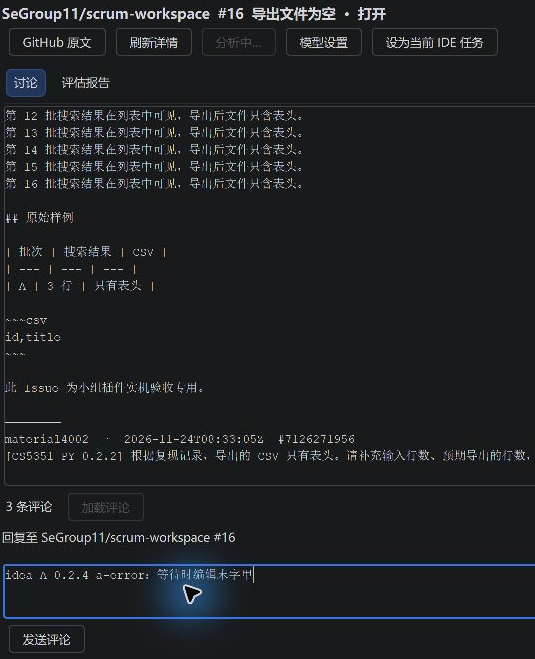 SeGroup11/scrum-workspace #16 导出文件为空 • 打开
GitHub 原文 刷新详情 分析中... 模型设置 设为当前 IDE 任务
讨论 评估报告
第 12 批搜索结果在列表中可见，导出后文件只含表头。
第 13 批搜索结果在列表中可见，导出后文件只含表头。
第 14 批搜索结果在列表中可见，导出后文件只含表头。
第 15 批搜索结果在列表中可见，导出后文件只含表头。
第 16 批搜索结果在列表中可见，导出后文件只含表头。
## 原始样例
| 批次 | 搜索结果 | CSV |
| --- | --- | --- |
| A | 3 行 | 只有表头 |
~~~csv
id,title
~~~
此 Issue 为小组插件实机验收专用。
material4002 · 2026-11-24T08:33:05Z #7126271956
[CS5351 PY 0.2.2] 根据复现记录，导出的 CSV 只有表头。请补充输入行数、预期导出的行数，
3 条评论 加载评论
回复至 SeGroup11/scrum-workspace #16
idea A 0.2.4 a-error：等待时编辑未字
发送评论